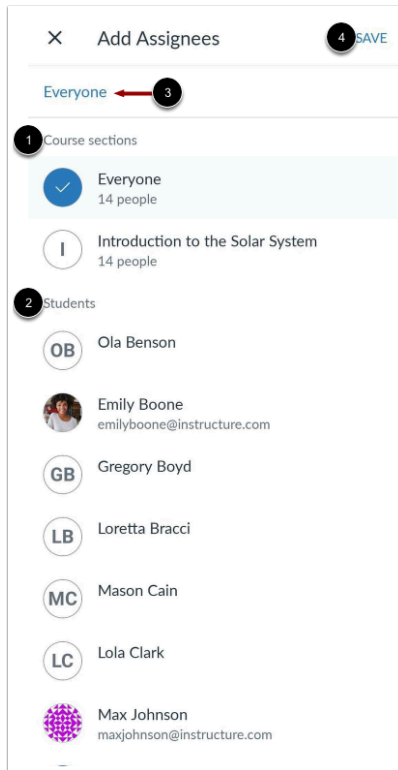 Add Assignees
4
SAVE
Everyone
3
1
Course sections
Everyone
14 people
I
Introduction to the Solar System
14 people
2
Students
OB
Ola Benson
Emily Boone
emilyboone@instructure.com
GB
Gregory Boyd
LB
Loretta Bracci
MC
Mason Cain
LC
Lola Clark
Max Johnson
maxjohnson@instructure.com